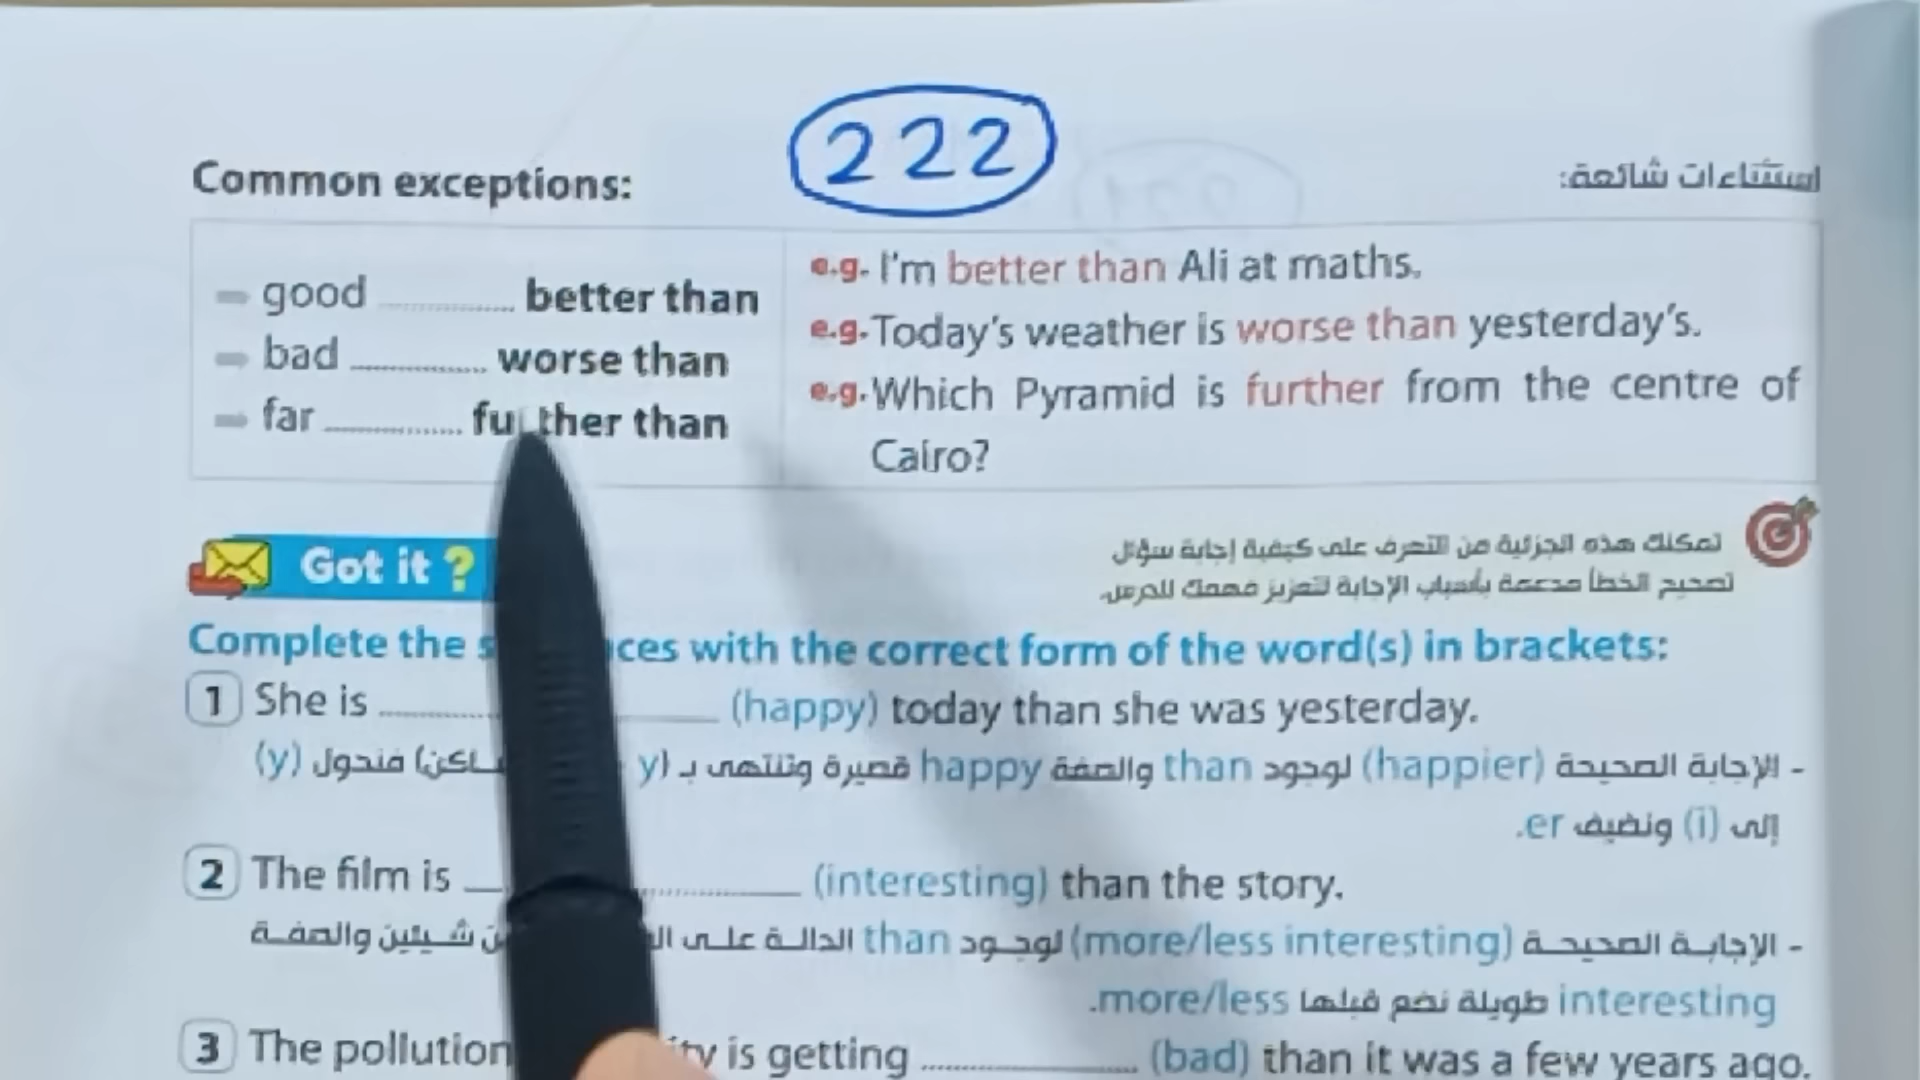 222
Common exceptions:
استثناءات شائعة:
good ............ better than
bad ............ worse than
far ............ further than
e.g. I'm better than Ali at maths.
e.g. Today's weather is worse than yesterday's.
e.g. Which Pyramid is further from the centre of
Cairo?
Got it ?
تمكنك هذه الجزئية من التعرف على كيفية إجابة سؤال
تصحيح الخطأ مدعمة بأسباب الإجابة لتعزيز فهمك للدرس.
Complete the ces with the correct form of the word(s) in brackets:
1 She is ............ (happy) today than she was yesterday.
- الإجابة الصحيحة (happier) لوجود than والصفة happy قصيرة وتنتهى بـ (y ساكن) فنحول (y)
إلى (i) ونضيف er.
2 The film is ............ (interesting) than the story.
- الإجابة الصحيحة (more/less interesting) لوجود than الدالة على شيئين والصفة
interesting طويلة نضع قبلها more/less.
3 The pollution is getting ............ (bad) than it was a few years ago.